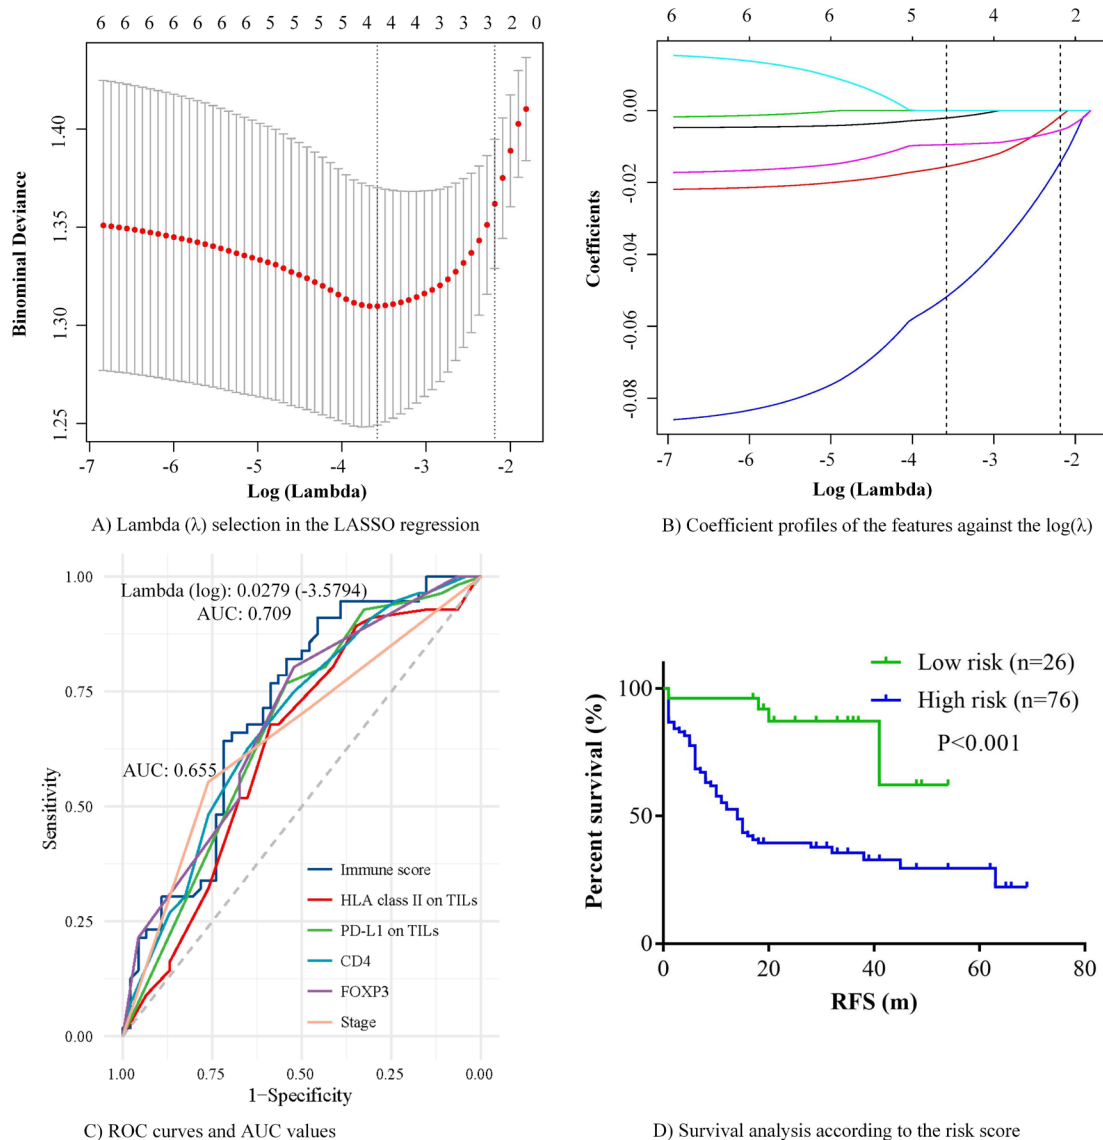 6 6 6 6 6 6 6 5 5 5 5 4 4 4 3 3 3 2 0
Binominal Deviance
1.40
1.35
1.30
1.25
-7 -6 -5 -4 -3 -2
Log (Lambda)
A) Lambda (λ) selection in the LASSO regression
6 6 6 5 4 2
Coefficients
0.00
-0.02
-0.04
-0.06
-0.08
-7 -6 -5 -4 -3 -2
Log (Lambda)
B) Coefficient profiles of the features against the log(λ)
Sensitivity
1.00
0.75
0.50
0.25
0.00
Lambda (log): 0.0279 (-3.5794)
AUC: 0.709
AUC: 0.655
Immune score
HLA class II on TILs
PD-L1 on TILs
CD4
FOXP3
Stage
1.00 0.75 0.50 0.25 0.00
1−Specificity
C) ROC curves and AUC values
Percent survival (%)
100
50
0
Low risk (n=26)
High risk (n=76)
P<0.001
0 20 40 60 80
RFS (m)
D) Survival analysis according to the risk score